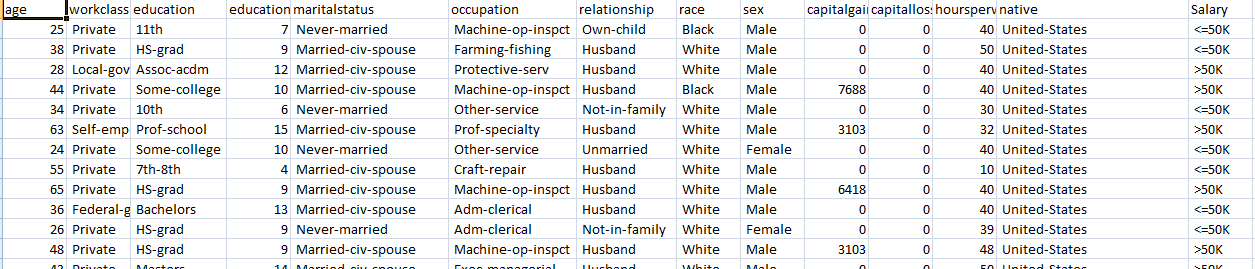 age workclass education education maritalstatus occupation relationship race sex capitalgai capitallos hoursperv native Salary
25 Private 11th 7 Never-married Machine-op-inspct Own-child Black Male 0 0 40 United-States <=50K
38 Private HS-grad 9 Married-civ-spouse Farming-fishing Husband White Male 0 0 50 United-States <=50K
28 Local-gov Assoc-acdm 12 Married-civ-spouse Protective-serv Husband White Male 0 0 40 United-States >50K
44 Private Some-college 10 Married-civ-spouse Machine-op-inspct Husband Black Male 7688 0 40 United-States >50K
34 Private 10th 6 Never-married Other-service Not-in-family White Male 0 0 30 United-States <=50K
63 Self-emp Prof-school 15 Married-civ-spouse Prof-specialty Husband White Male 3103 0 32 United-States >50K
24 Private Some-college 10 Never-married Other-service Unmarried White Female 0 0 40 United-States <=50K
55 Private 7th-8th 4 Married-civ-spouse Craft-repair Husband White Male 0 0 10 United-States <=50K
65 Private HS-grad 9 Married-civ-spouse Machine-op-inspct Husband White Male 6418 0 40 United-States >50K
36 Federal-g Bachelors 13 Married-civ-spouse Adm-clerical Husband White Male 0 0 40 United-States <=50K
26 Private HS-grad 9 Never-married Adm-clerical Not-in-family White Female 0 0 39 United-States <=50K
48 Private HS-grad 9 Married-civ-spouse Machine-op-inspct Husband White Male 3103 0 48 United-States >50K
Private Masters 14 Married-civ-spouse Exec-managerial Husband White Male 0 0 50 United-States >50K